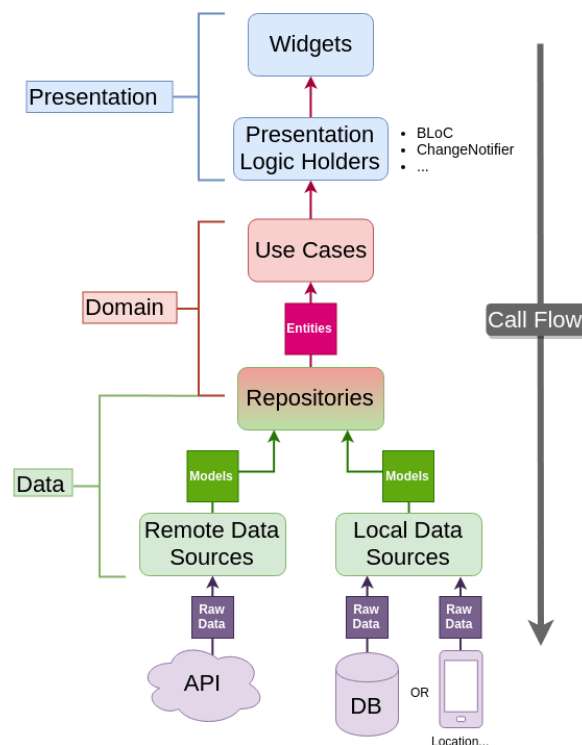 Widgets
Presentation
Presentation
Logic Holders
• BLoC
• ChangeNotifier
• ...
Use Cases
Domain
Entities
Call Flow
Repositories
Models
Models
Data
Remote Data
Sources
Local Data
Sources
Raw
Data
Raw
Data
Raw
Data
API
DB
OR
Location...